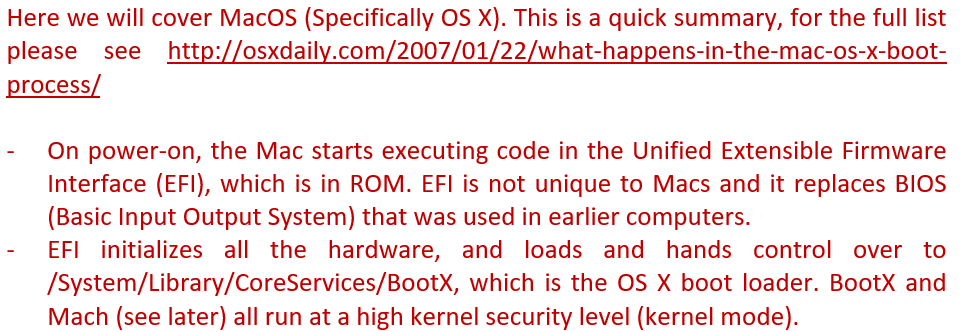 Here we will cover MacOS (Specifically OS X). This is a quick summary, for the full list
please see http://osxdaily.com/2007/01/22/what-happens-in-the-mac-os-x-boot-
process/
- On power-on, the Mac starts executing code in the Unified Extensible Firmware
Interface (EFI), which is in ROM. EFI is not unique to Macs and it replaces BIOS
(Basic Input Output System) that was used in earlier computers.
- EFI initializes all the hardware, and loads and hands control over to
/System/Library/CoreServices/BootX, which is the OS X boot loader. BootX and
Mach (see later) all run at a high kernel security level (kernel mode).